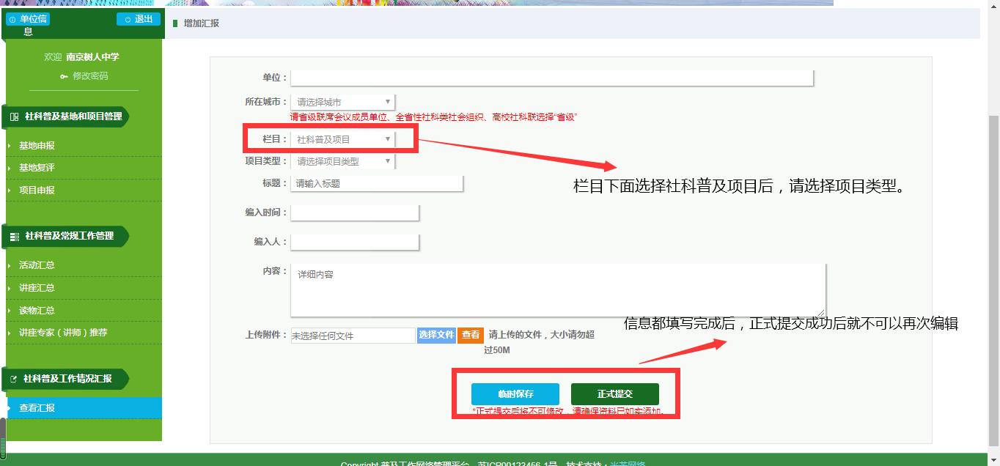 单位信息
退出
增加汇报
欢迎 南京树人中学
修改密码
社科普及基地和项目管理
基地申报
基地复评
项目申报
社科普及常规工作管理
活动汇总
讲座汇总
读物汇总
讲座专家（讲师）推荐
社科普及工作情况汇报
查看汇报
单位：
所在城市： 请选择城市
请省级联席会议成员单位、全省性社科类社会组织、高校社科联选择“省级”
栏目： 社科普及项目
项目类型： 请选择项目类型
栏目下面选择社科普及项目后，请选择项目类型。
标题： 请输入标题
编入时间：
编入人：
内容： 详细内容
信息都填写完成后，正式提交成功后就不可以再次编辑
上传附件： 未选择任何文件 选择文件 查看 请上传的文件，大小请勿超
过50M
临时保存 正式提交
*正式提交后将不可修改，请确保资料已如实添加。
Copyright 普及工作网络管理平台 苏ICP00123456-1号 技术支持：